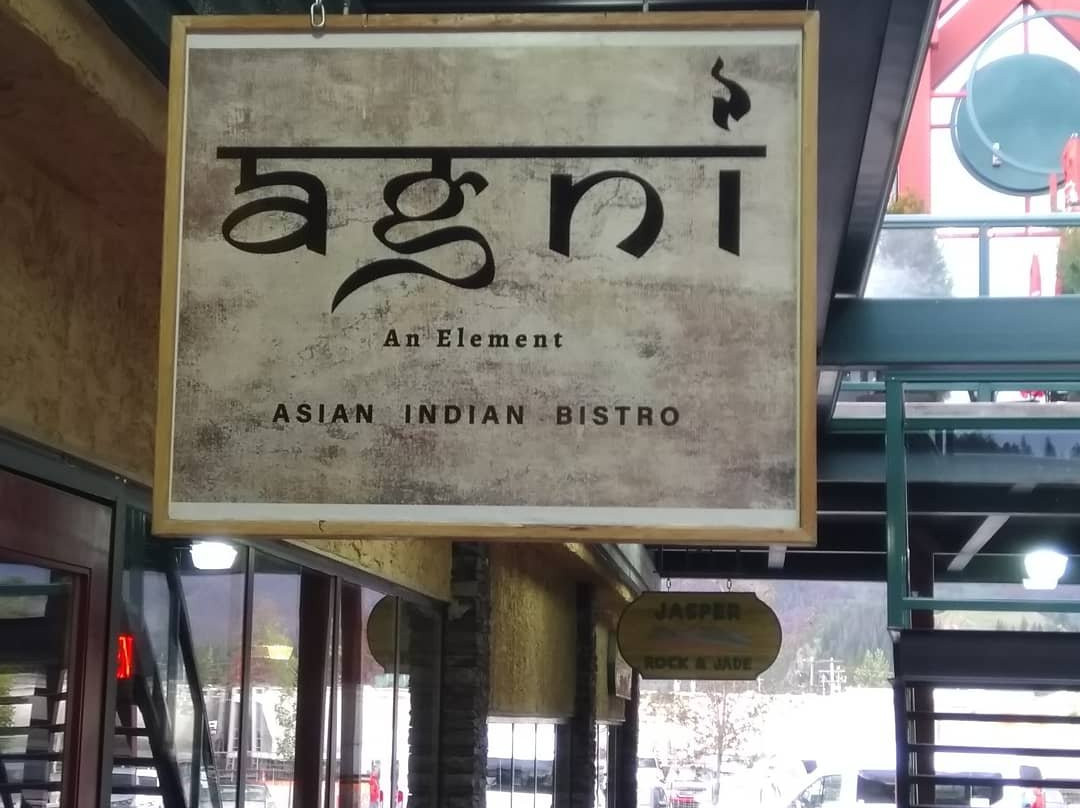 agni
An Element
ASIAN INDIAN BISTRO
JASPER
ROCK & JADE